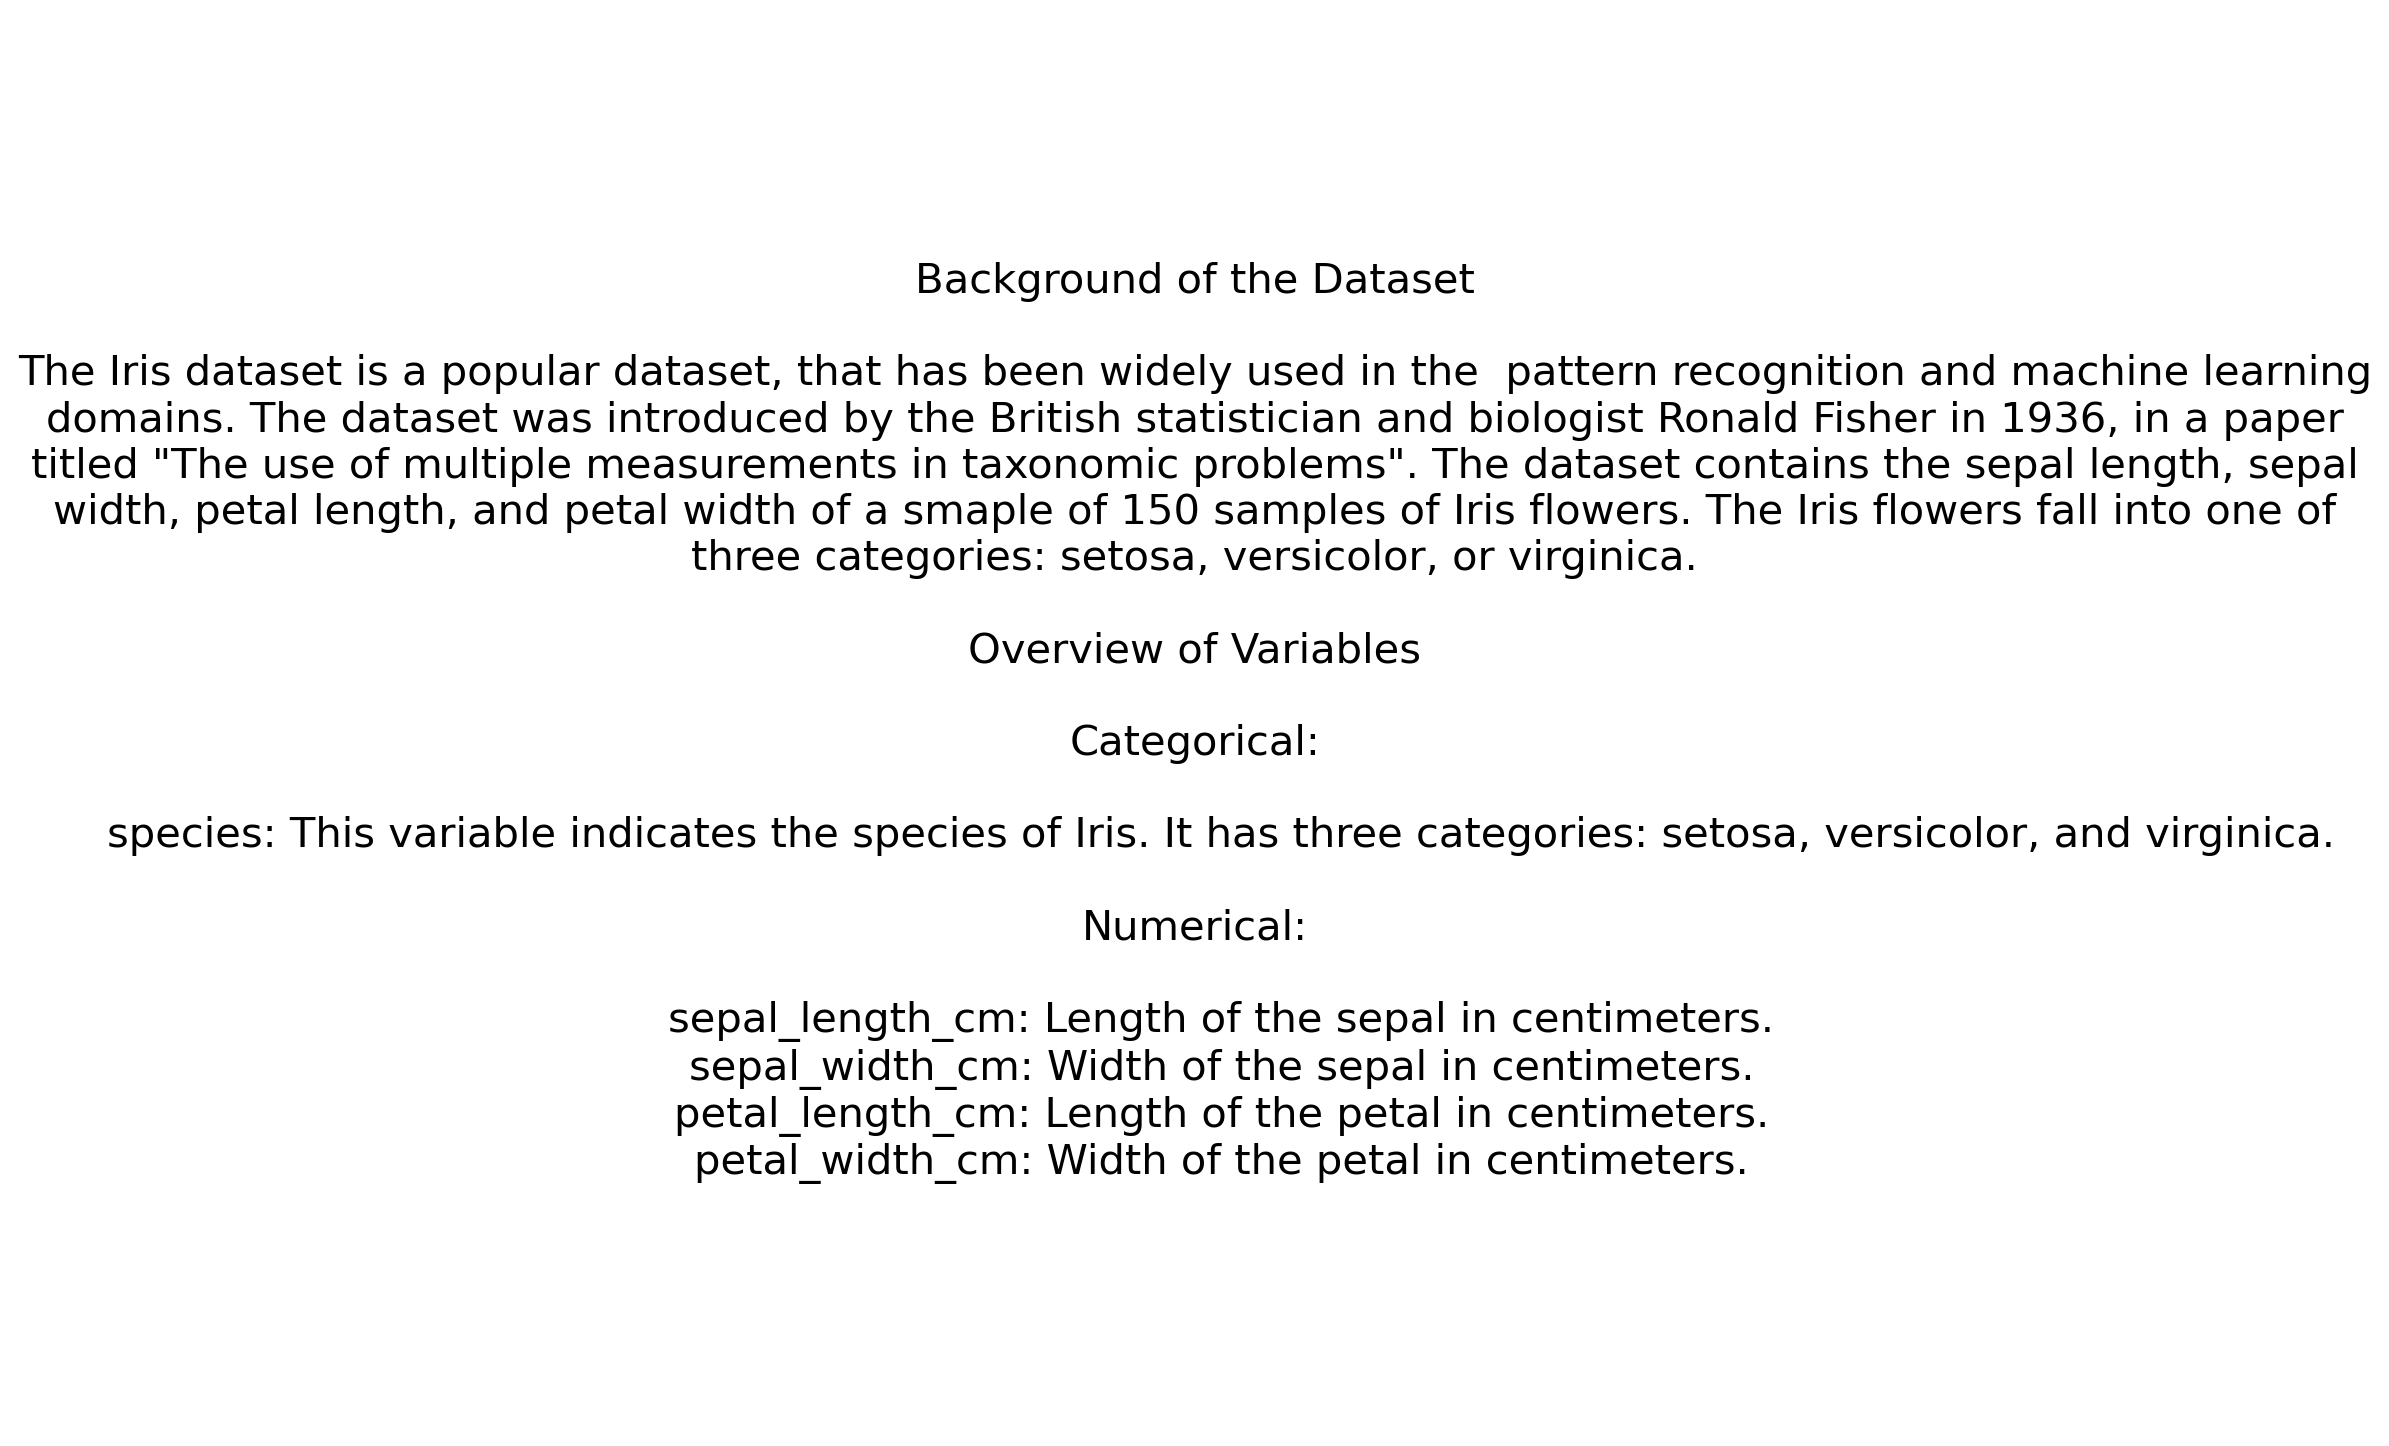 Background of the Dataset
The Iris dataset is a popular dataset, that has been widely used in the  pattern recognition and machine learning
domains. The dataset was introduced by the British statistician and biologist Ronald Fisher in 1936, in a paper
titled "The use of multiple measurements in taxonomic problems". The dataset contains the sepal length, sepal
width, petal length, and petal width of a smaple of 150 samples of Iris flowers. The Iris flowers fall into one of
three categories: setosa, versicolor, or virginica.
Overview of Variables
Categorical:
species: This variable indicates the species of Iris. It has three categories: setosa, versicolor, and virginica.
Numerical:
sepal_length_cm: Length of the sepal in centimeters.
sepal_width_cm: Width of the sepal in centimeters.
petal_length_cm: Length of the petal in centimeters.
petal_width_cm: Width of the petal in centimeters.